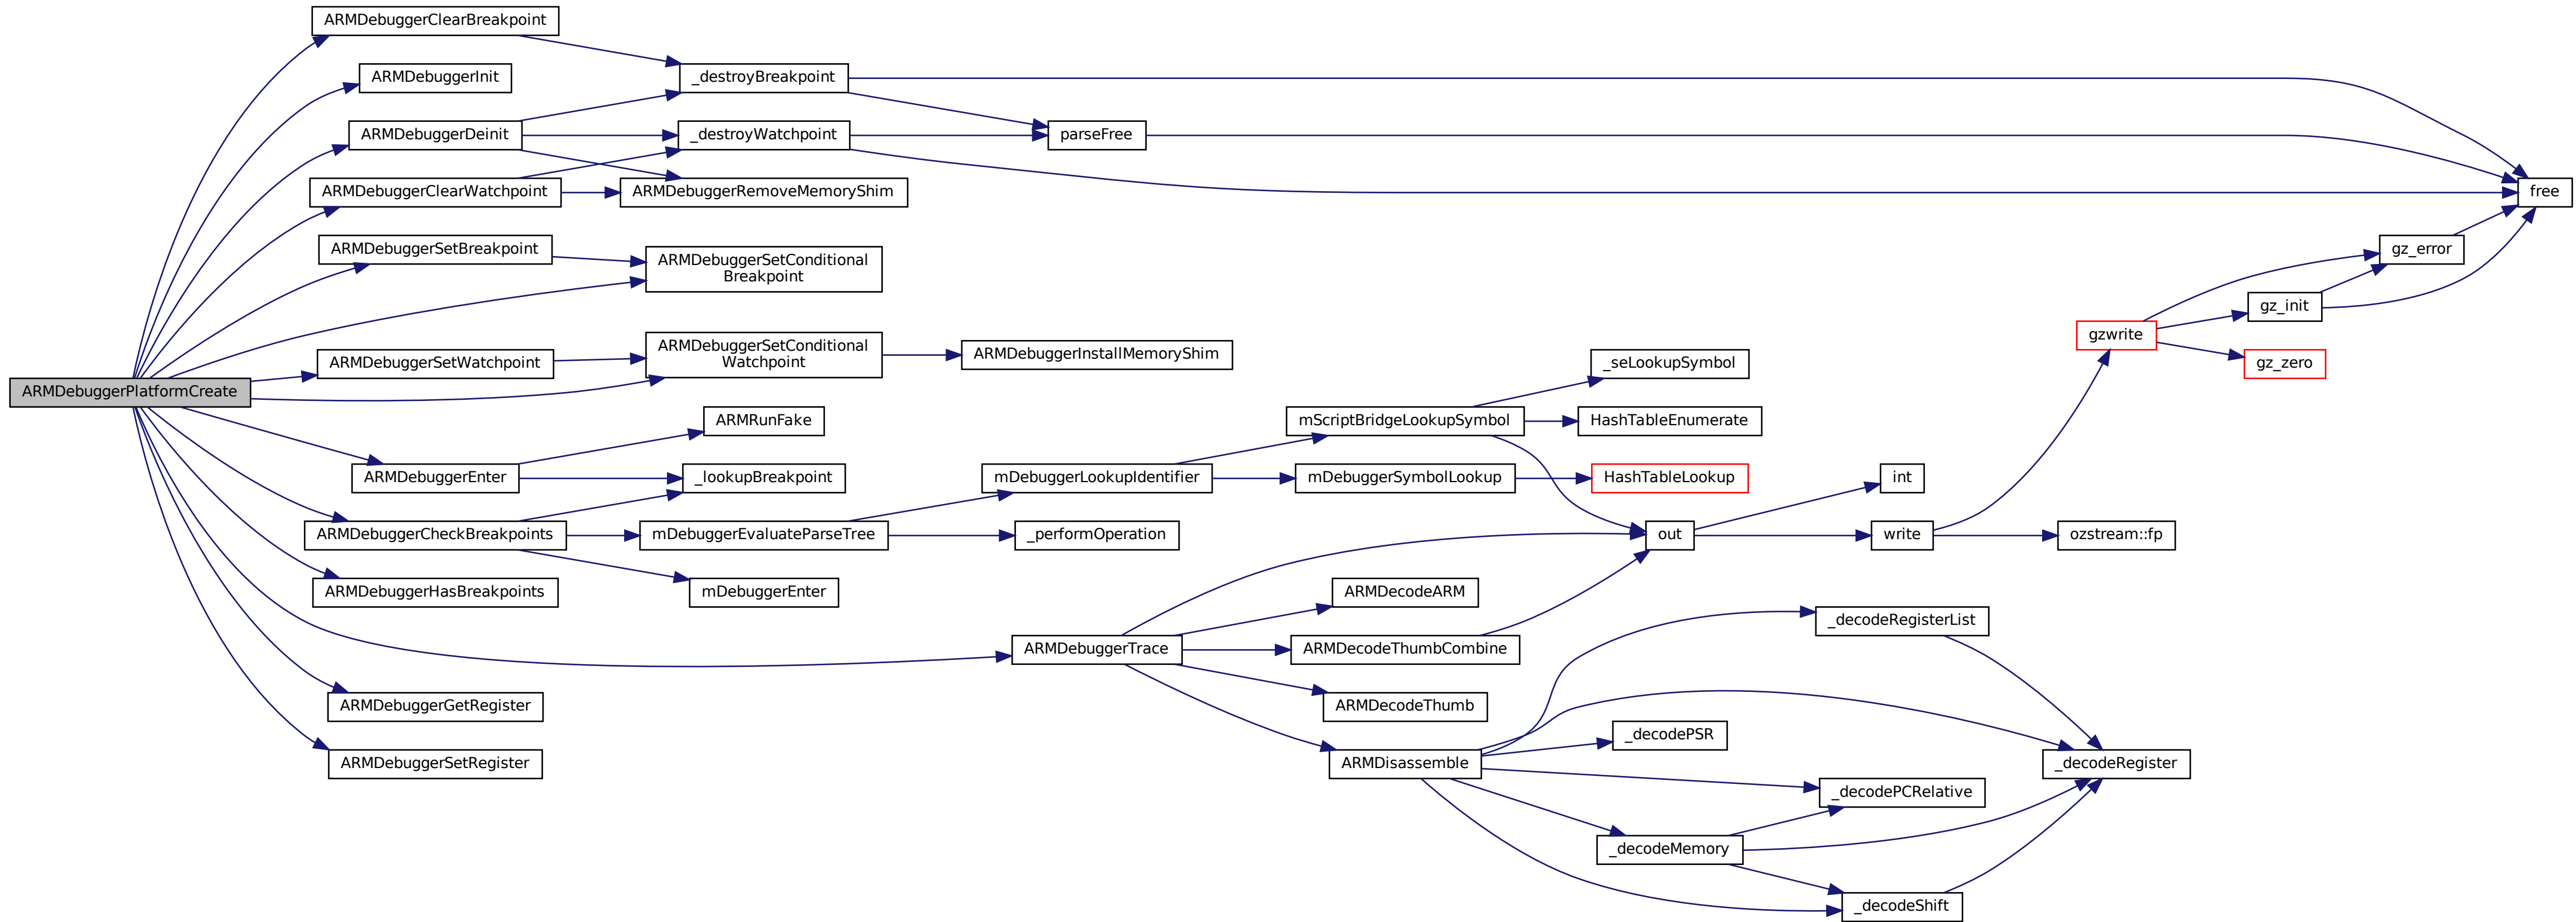 ARMDebuggerPlatformCreate
ARMDebuggerClearBreakpoint
ARMDebuggerInit
ARMDebuggerDeinit
ARMDebuggerClearWatchpoint
ARMDebuggerSetBreakpoint
ARMDebuggerSetWatchpoint
ARMDebuggerEnter
ARMDebuggerCheckBreakpoints
ARMDebuggerHasBreakpoints
ARMDebuggerGetRegister
ARMDebuggerSetRegister
_destroyBreakpoint
_destroyWatchpoint
ARMDebuggerRemoveMemoryShim
ARMDebuggerSetConditional
Breakpoint
ARMDebuggerSetConditional
Watchpoint
ARMRunFake
_lookupBreakpoint
mDebuggerEvaluateParseTree
mDebuggerEnter
parseFree
ARMDebuggerInstallMemoryShim
mDebuggerLookupIdentifier
_performOperation
ARMDebuggerTrace
mScriptBridgeLookupSymbol
mDebuggerSymbolLookup
ARMDecodeARM
ARMDecodeThumbCombine
ARMDecodeThumb
ARMDisassemble
_seLookupSymbol
HashTableEnumerate
HashTableLookup
out
_decodePSR
_decodeMemory
int
write
_decodeRegisterList
_decodePCRelative
_decodeShift
gzwrite
ozstream::fp
_decodeRegister
gz_init
gz_zero
gz_error
free